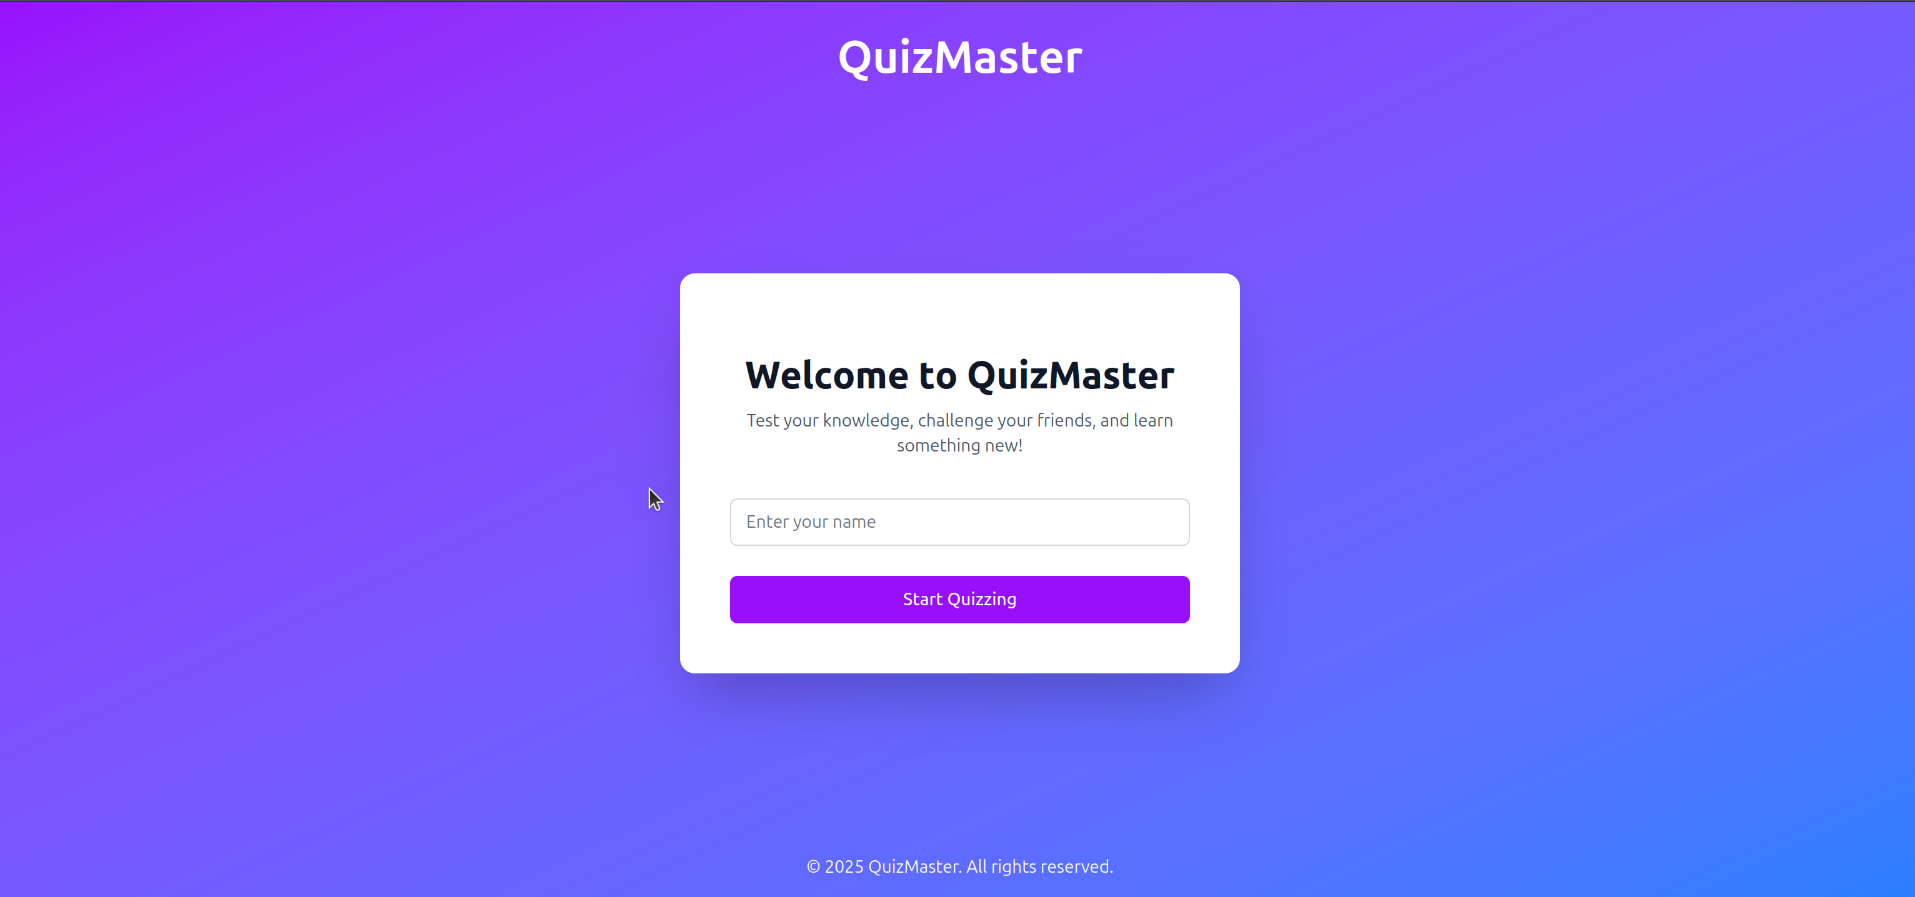 QuizMaster
Welcome to QuizMaster
Test your knowledge, challenge your friends, and learn
something new!
Enter your name
Start Quizzing
© 2025 QuizMaster. All rights reserved.